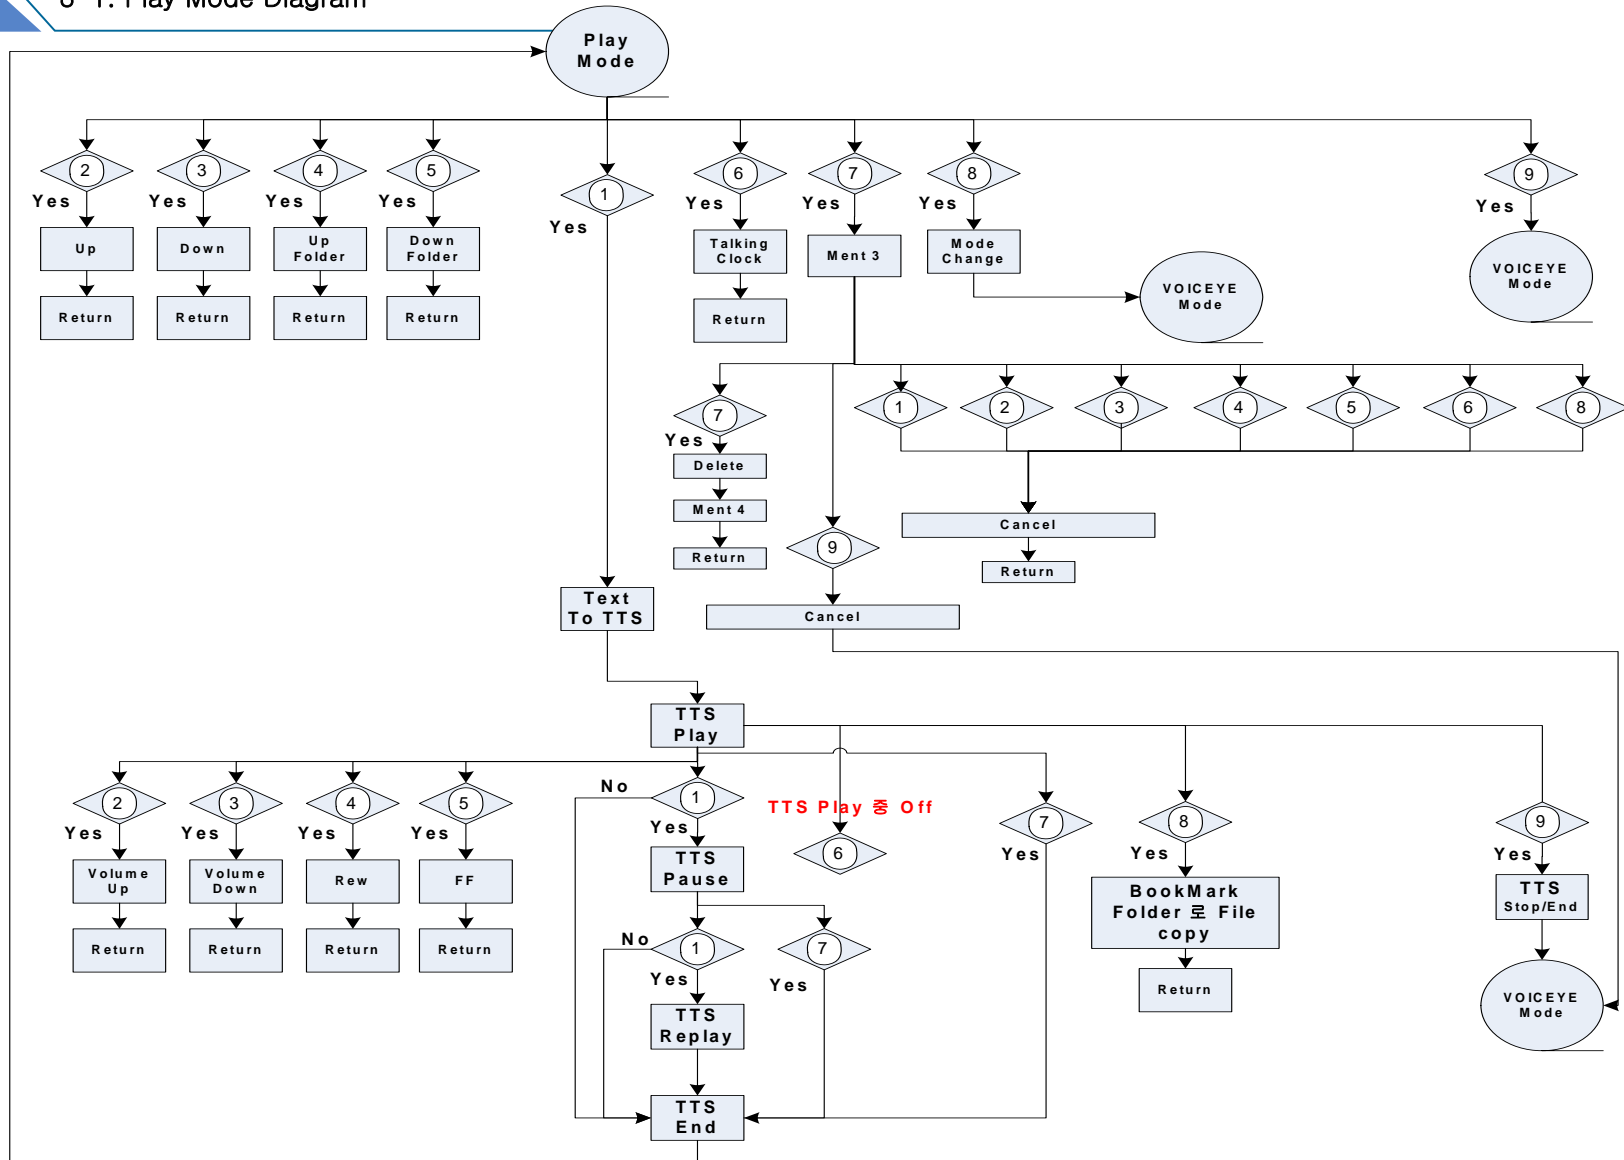 6 1. Play Mode Diagram
Play
Mode
2
3
4
5
1
6
7
8
9
Yes
Yes
Yes
Yes
Yes
Yes
Yes
Yes
Yes
Up
Down
Up
Folder
Down
Folder
Talking
Clock
Ment 3
Mode
Change
VOICEYE
Mode
VOICEYE
Mode
Return
Return
Return
Return
Return
7
1
2
3
4
5
6
8
Yes
Delete
Ment 4
Return
9
Cancel
Return
Cancel
Text
To TTS
TTS
Play
2
3
4
5
No
1
TTS Play 중 Off
6
7
8
9
Yes
Yes
Yes
Yes
Yes
Yes
Yes
Yes
Volume
Up
Volume
Down
Rew
FF
TTS
Pause
BookMark
Folder 로 File
copy
TTS
Stop/End
Return
Return
Return
Return
No
1
7
Yes
Yes
Return
VOICEYE
Mode
TTS
Replay
TTS
End